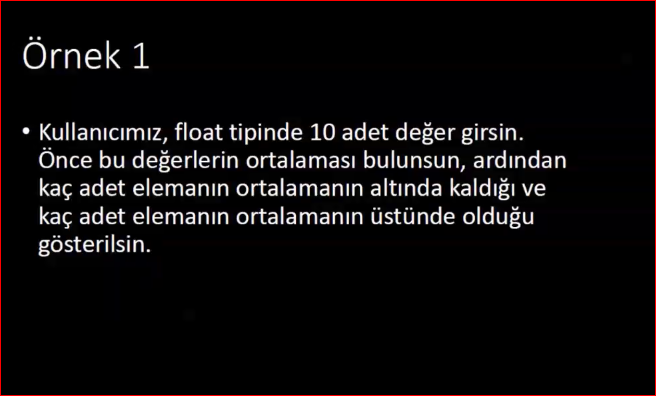 Örnek 1
• Kullanıcımız, float tipinde 10 adet değer girsin.
Önce bu değerlerin ortalaması bulunsun, ardından
kaç adet elemanın ortalamanın altında kaldığı ve
kaç adet elemanın ortalamanın üstünde olduğu
gösterilsin.